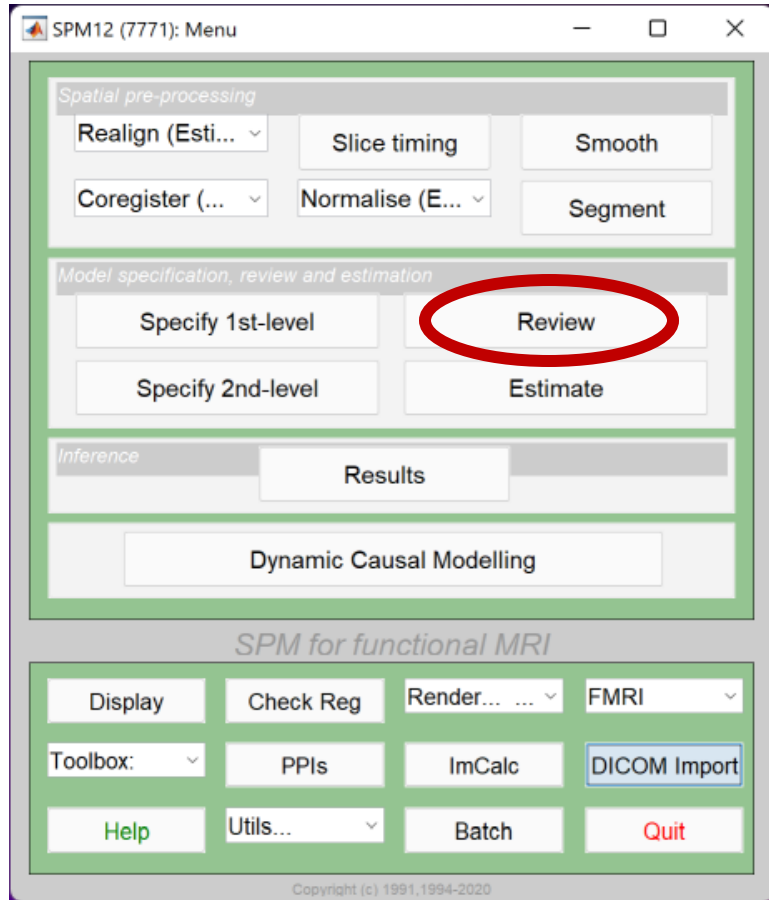 SPM12 (7771): Menu
Spatial pre-processing
Realign (Esti...
Slice timing
Smooth
Coregister (...
Normalise (E...
Segment
Model specification, review and estimation
Specify 1st-level
Review
Specify 2nd-level
Estimate
Inference
Results
Dynamic Causal Modelling
SPM for functional MRI
Display
Check Reg
Render... ...
FMRI
Toolbox:
PPIs
ImCalc
DICOM Import
Help
Utils...
Batch
Quit
Copyright (c) 1991,1994-2020